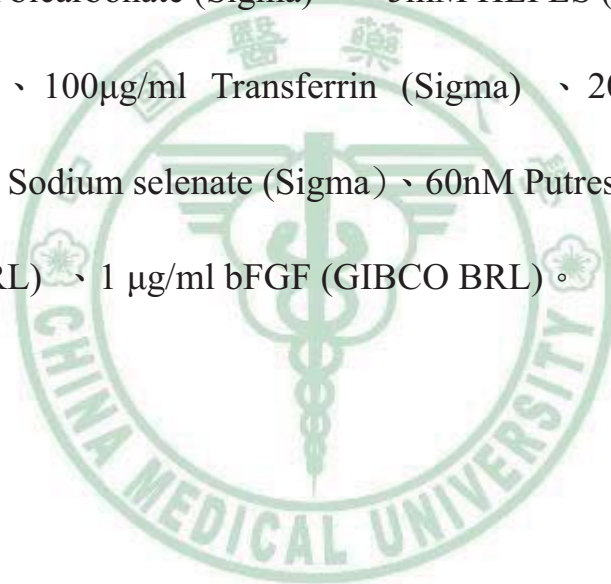 bicarbonate (Sigma) 5mM HEPES (
、100μg/ml Transferrin (Sigma) 、20
Sodium selenate (Sigma)、60nM Putres
RL) 、1 μg/ml bFGF (GIBCO BRL)。
醫藥
CHINA MEDICAL UNIVERSITY